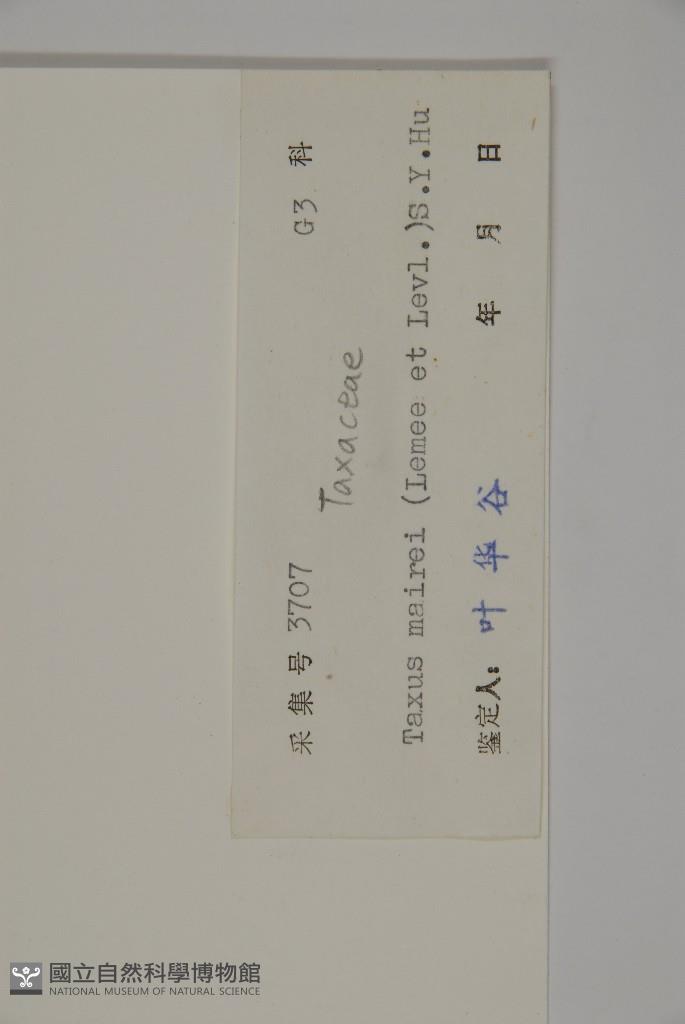 采集号 3707 G3 科
Taxaceae
Taxus mairei (Lemee et Levl.)S.Y.Hu
鉴定人: 叶华谷 年 月 日
國立自然科學博物館
NATIONAL MUSEUM OF NATURAL SCIENCE